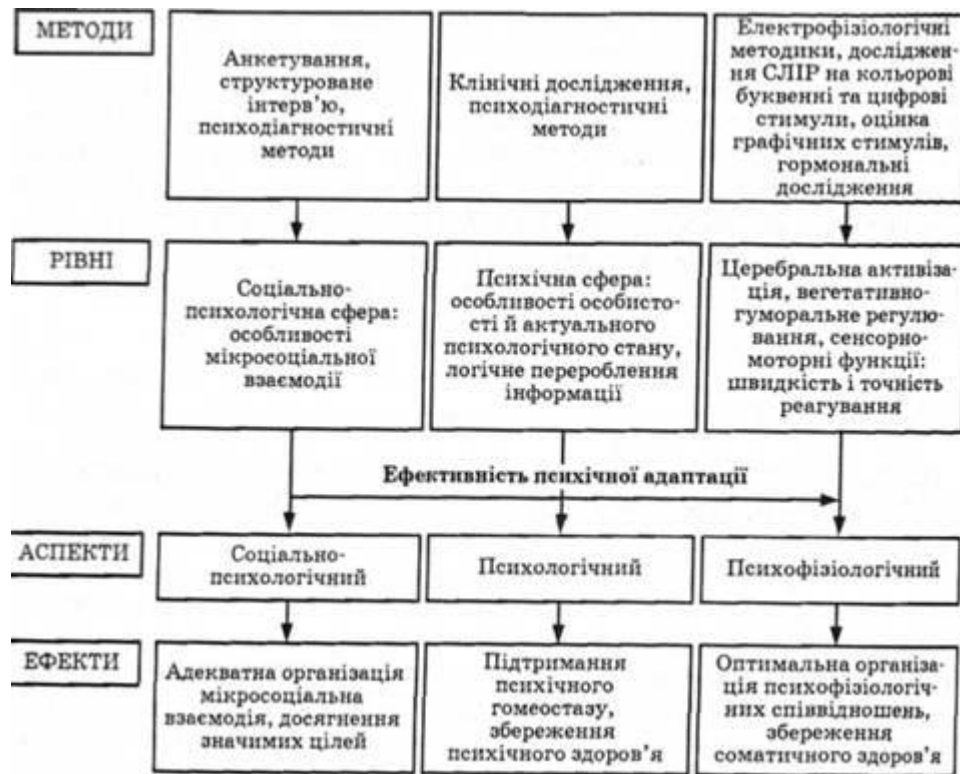 МЕТОДИ
Анкетування,
структуроване
інтерв’ю,
психодіагностичні
методи
Клінічні дослідження,
психодіагностичні
методи
Електрофізіологічні
методики, досліджен-
ня СЛІР на кольорові
буквенні та цифрові
стимули, оцінка
графічних стимулів,
гормональні
дослідження
РІВНІ
Соціально-
психологічна сфера:
особливості
мікросоціальної
взаємодії
Психічна сфера:
особливості особисто-
сті й актуального
психологічного стану,
логічне перероблення
інформації
Церебральна активіза-
ція, вегетативно-
гуморальне регулю-
вання, сенсорно-
моторні функції:
швидкість і точність
реагування
Ефективність психічної адаптації
АСПЕКТИ
Соціально-
психологічний
Психологічний
Психофізіологічний
ЕФЕКТИ
Адекватна організація
мікросоціальна
взаємодія, досягнення
значимих цілей
Підтримання
психічного
гомеостазу,
збереження
психічного здоров’я
Оптимальна організа-
ція психофізіологіч-
них співвідношень,
збереження
соматичного здоров’я